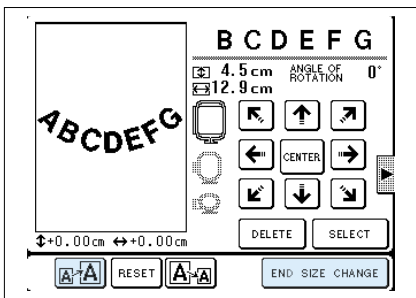 B C D E F G
4.5cm
ANGLE OF ROTATION 0°
12.9cm
ABCDEFG
CENTER
DELETE
SELECT
+0.00cm +0.00cm
A A
RESET
A A
END SIZE CHANGE